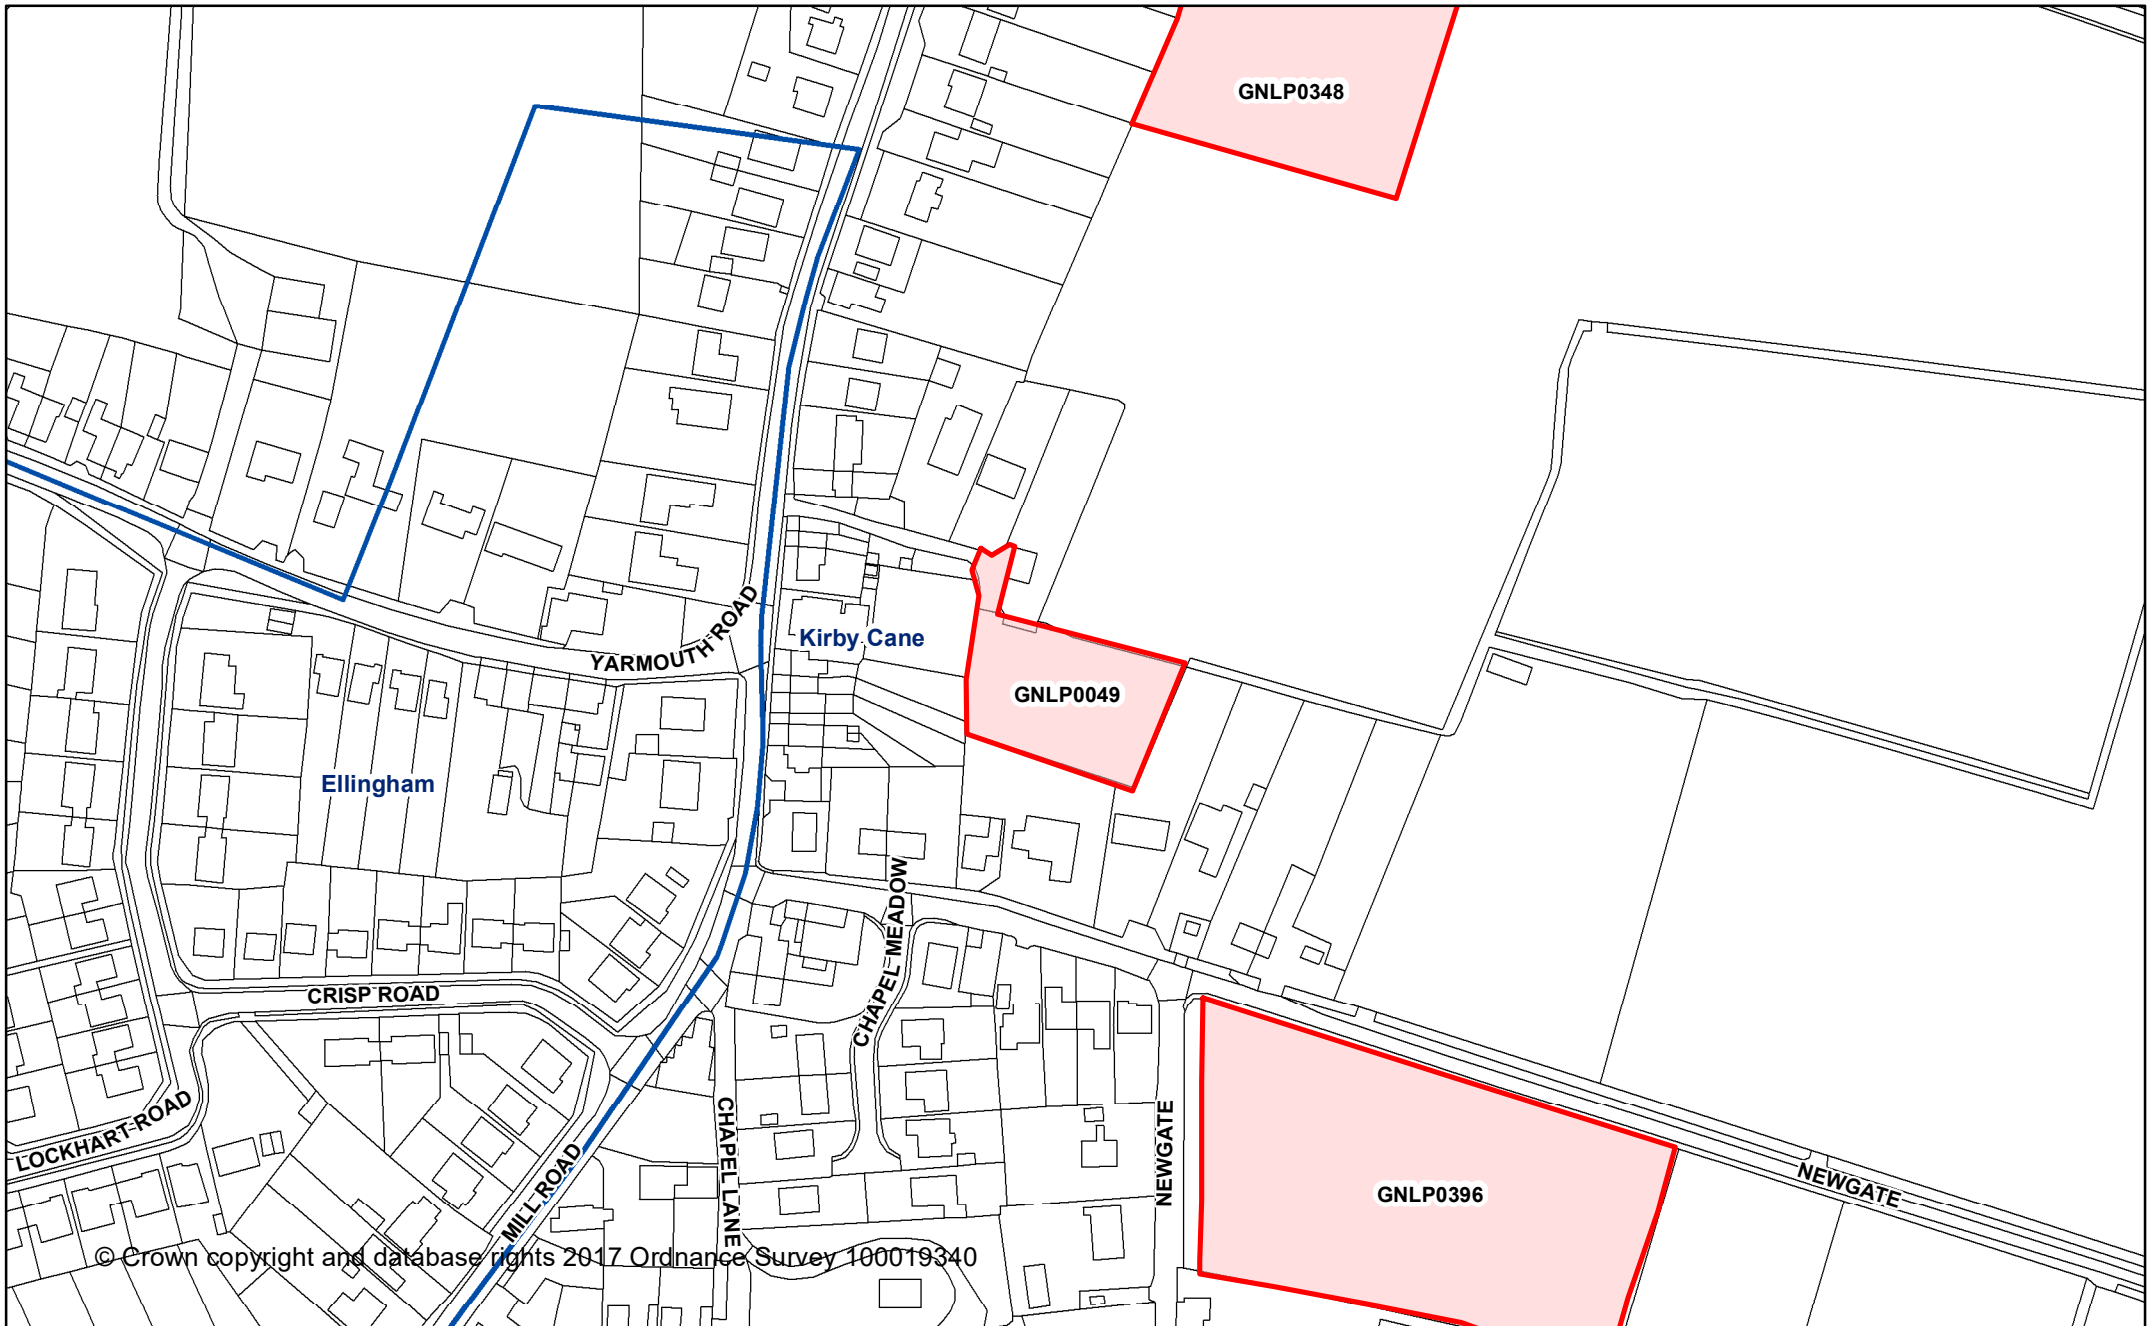 GNLP0348
YARMOUTH ROAD
Kirby Cane
GNLP0049
Ellingham
CHAPEL MEADOW
CRISP ROAD
LOCKHART ROAD
MILL ROAD
CHAPEL LANE
NEWGATE
GNLP0396
NEWGATE
© Crown copyright and database rights 2017 Ordnance Survey 100019340